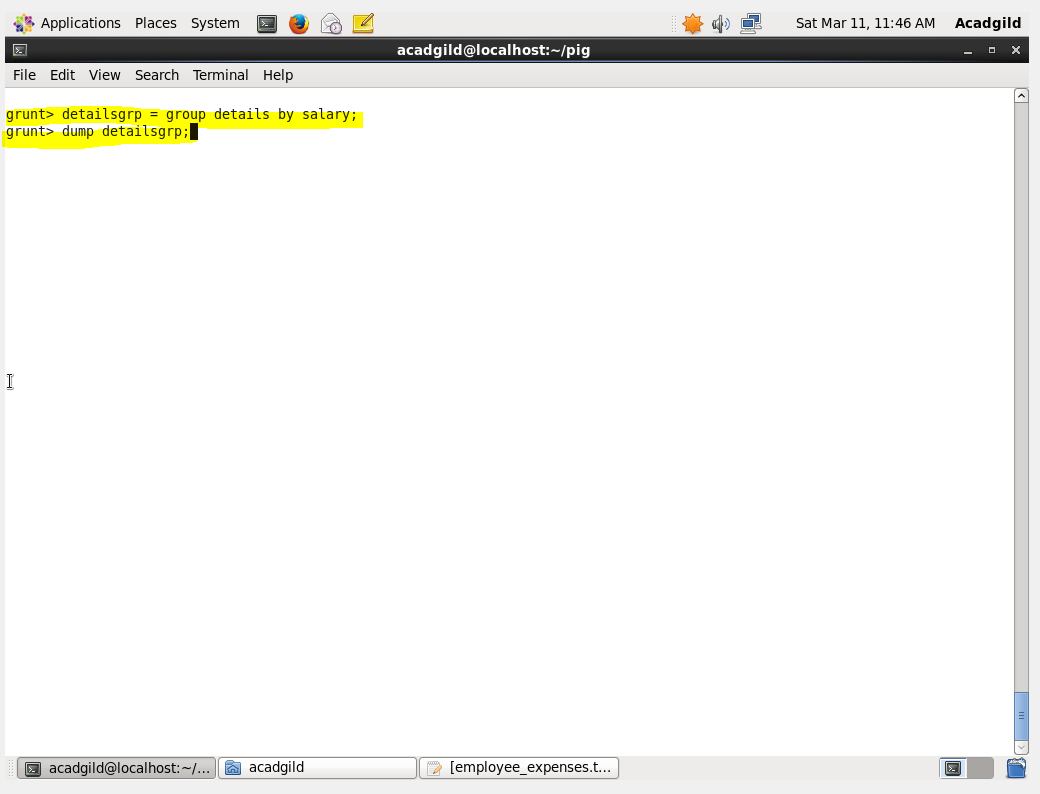 Applications Places System Sat Mar 11, 11:46 AM Acadgild
acadgild@localhost:~/pig
File Edit View Search Terminal Help
grunt> detailsgrp = group details by salary;
grunt> dump detailsgrp;
acadgild@localhost:~/... acadgild [employee_expenses.t...